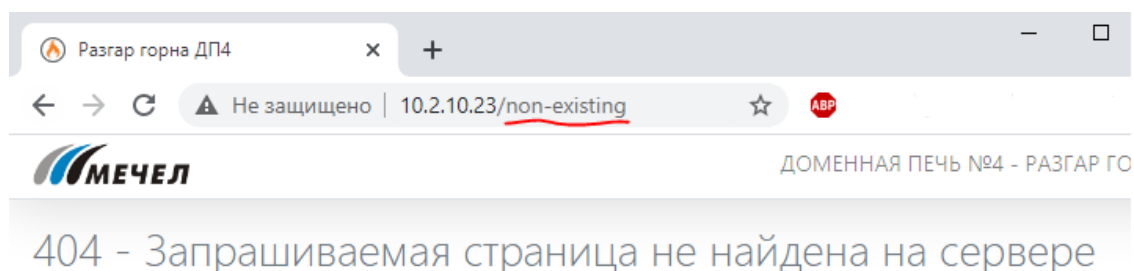 Разгар горна ДП4
Не защищено | 10.2.10.23/non-existing ABP
МЕЧЕЛ
ДОМЕННАЯ ПЕЧЬ №4 - РАЗГАР ГО
404 - Запрашиваемая страница не найдена на сервере